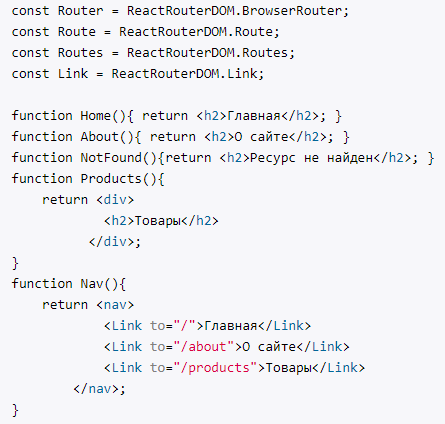 const Router = ReactRouterDOM.BrowserRouter;
const Route = ReactRouterDOM.Route;
const Routes = ReactRouterDOM.Routes;
const Link = ReactRouterDOM.Link;

function Home(){ return <h2>Главная</h2>; }
function About(){ return <h2>О сайте</h2>; }
function NotFound(){return <h2>Ресурс не найден</h2>; }
function Products(){
    return <div>
            <h2>Товары</h2>
          </div>;
}
function Nav(){
    return <nav>
            <Link to="/">Главная</Link>
            <Link to="/about">О сайте</Link>
            <Link to="/products">Товары</Link>
        </nav>;
}